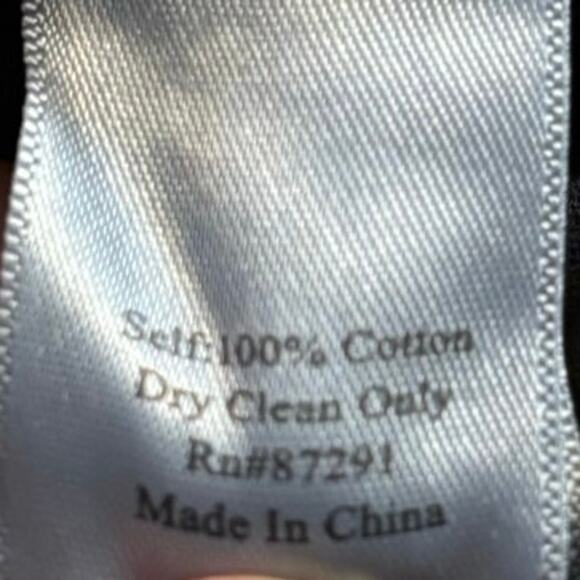 Self:100% Cotton
Dry Clean Only
Rn#87291
Made In China